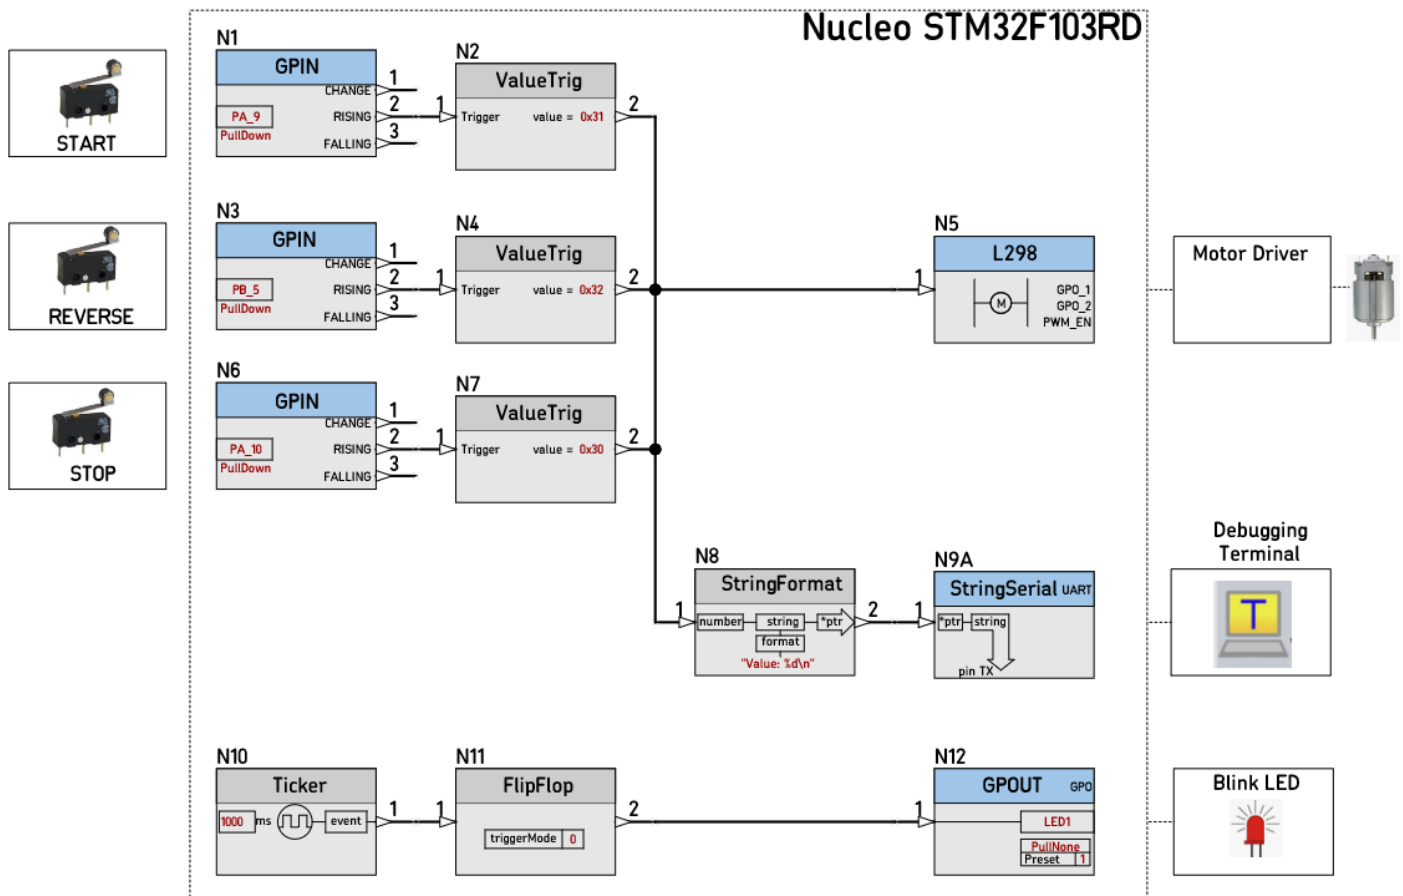 Nucleo STM32F103RD
START
N1
GPIN
CHANGE 1
PA_9
RISING 2
PullDown
FALLING 3
N2
ValueTrig
1 Trigger value = 0x31 2
REVERSE
N3
GPIN
CHANGE 1
PB_5
RISING 2
PullDown
FALLING 3
N4
ValueTrig
1 Trigger value = 0x32 2
N5
L298
1
M
GPO_1
GPO_2
PWM_EN
Motor Driver
STOP
N6
GPIN
CHANGE 1
PA_10
RISING 2
PullDown
FALLING 3
N7
ValueTrig
1 Trigger value = 0x30 2
N8
StringFormat
1 number string *ptr 2
format
"Value: %d\n"
N9A
StringSerial UART
1 *ptr string
pin TX
Debugging
Terminal
T
N10
Ticker
1000 ms event 1
N11
FlipFlop
1 2
triggerMode 0
N12
GPOUT GPO
1 LED1
PullNone
Preset 1
Blink LED